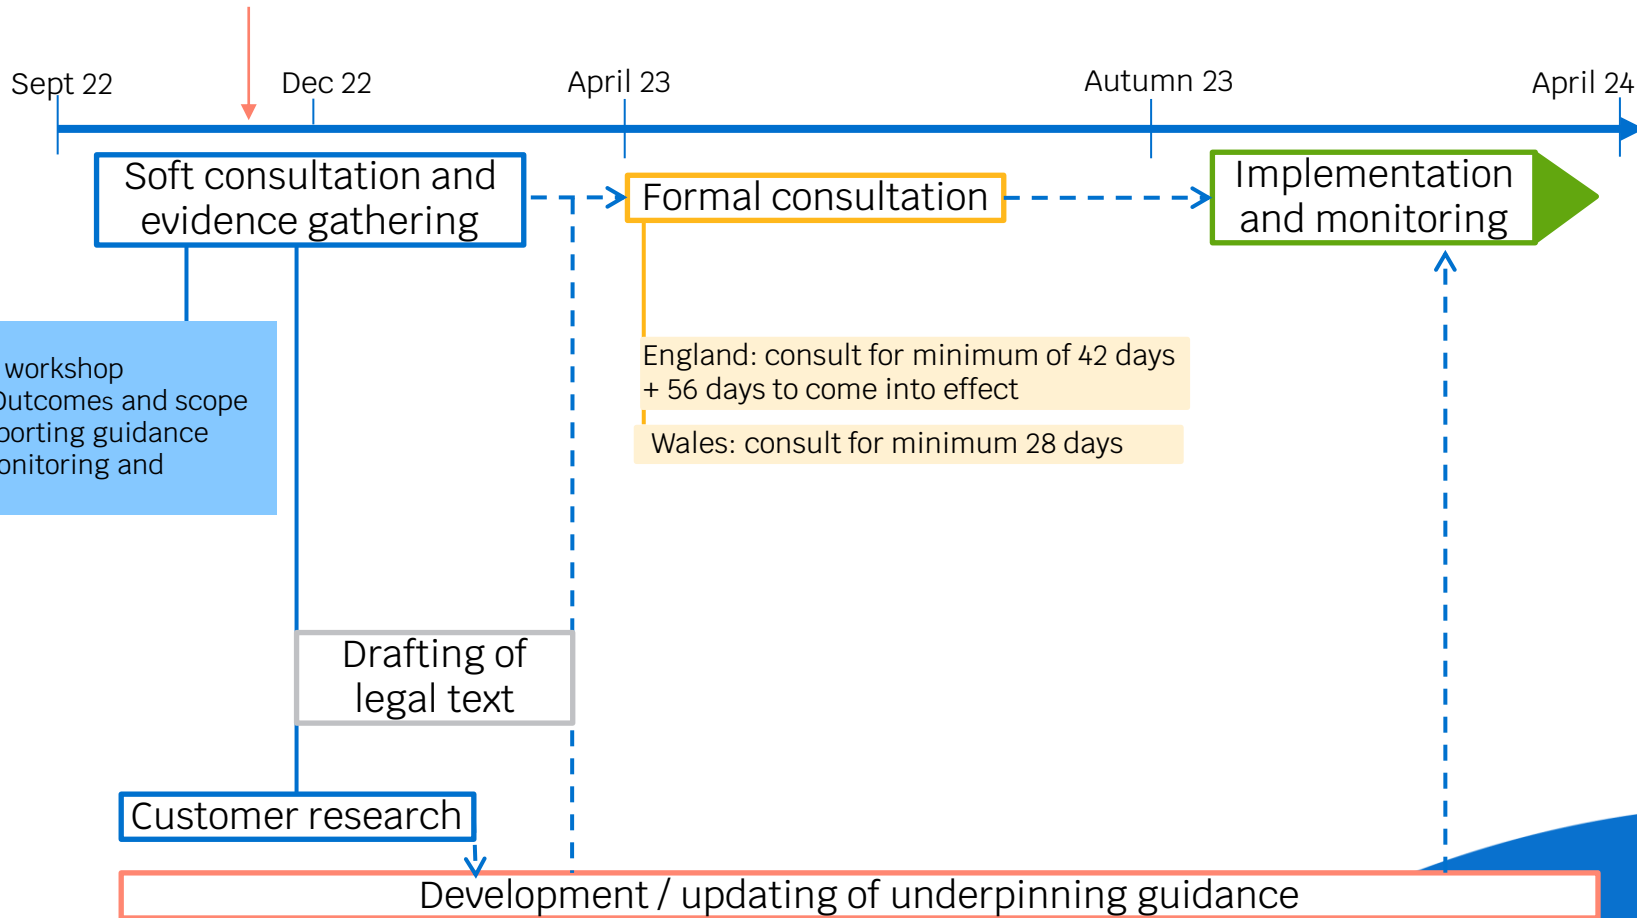 Sept 22
Dec 22
April 23
Autumn 23
April 24
Soft consultation and
evidence gathering
Formal consultation
Implementation
and monitoring
workshop
Outcomes and scope
porting guidance
onitoring and
England: consult for minimum of 42 days
+ 56 days to come into effect
Wales: consult for minimum 28 days
Drafting of
legal text
Customer research
Development / updating of underpinning guidance